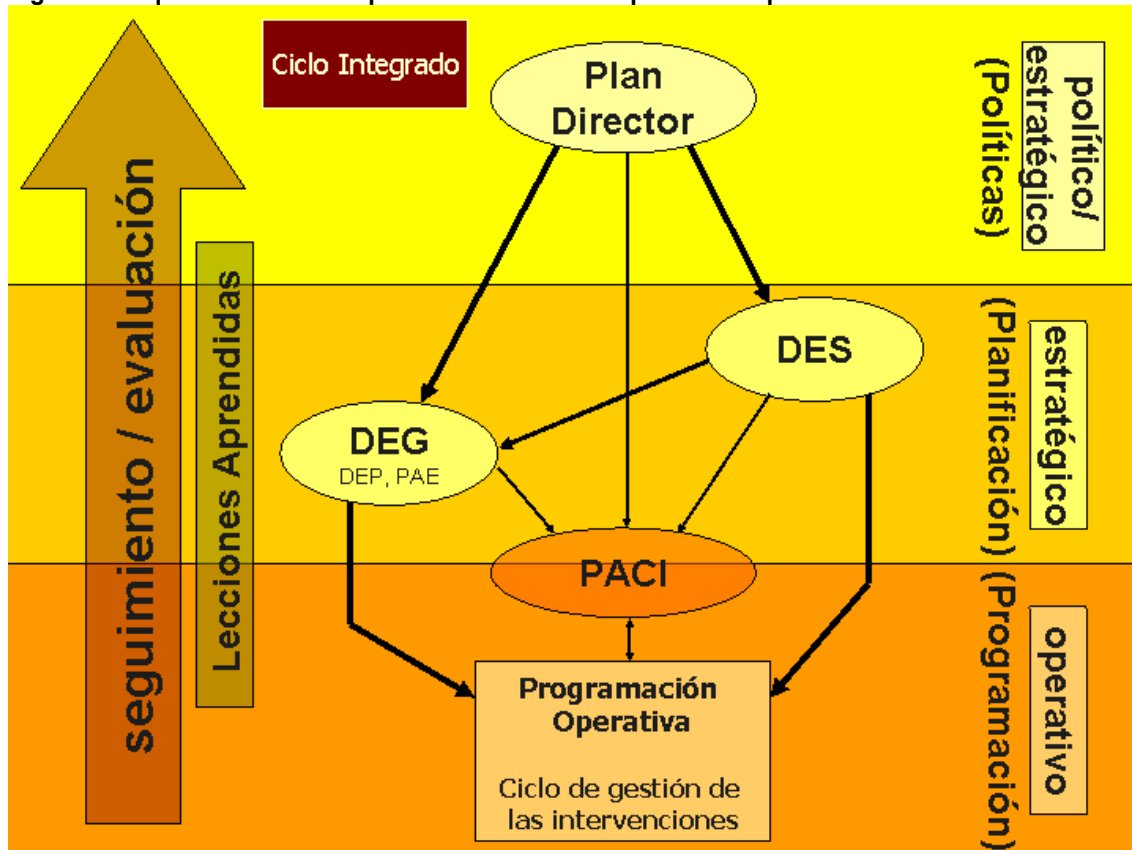 Ciclo Integrado
Plan
Director
político/
estratégico
(Políticas)
seguimiento / evaluación
Lecciones Aprendidas
DES
estratégico
(Planificación)
DEG
DEP, PAE
PACI
operativo
(Programación)
Programación
Operativa
Ciclo de gestión de
las intervenciones